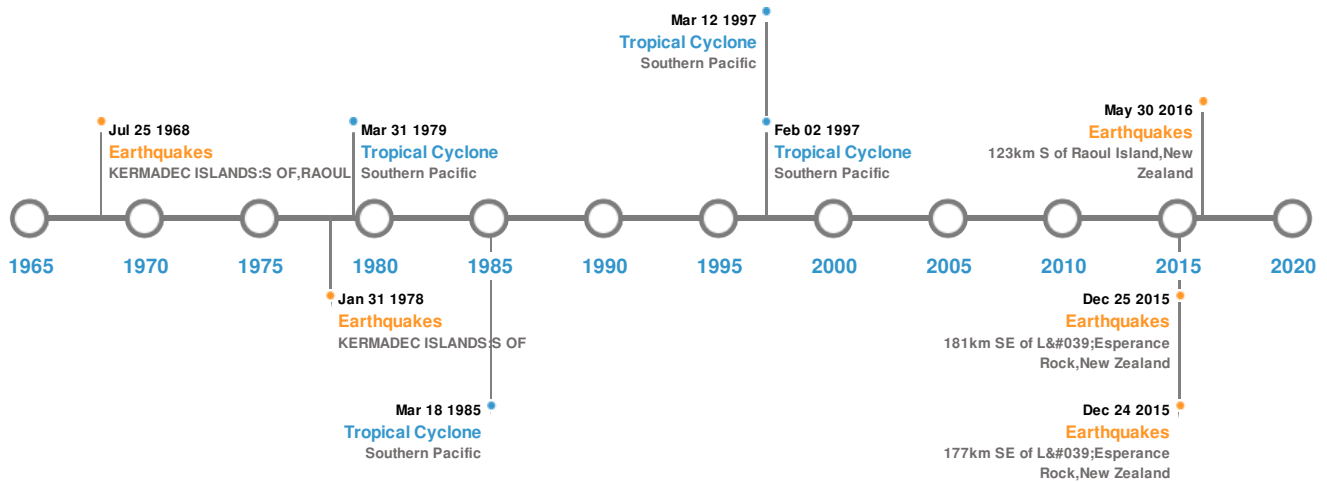 Mar 12 1997
Tropical Cyclone
Southern Pacific
Jul 25 1968
Earthquakes
KERMADEC ISLANDS:S OF,RAOUL
Mar 31 1979
Tropical Cyclone
Southern Pacific
Feb 02 1997
Tropical Cyclone
Southern Pacific
May 30 2016
Earthquakes
123km S of Raoul Island,New
Zealand
1965 1970 1975 1980 1985 1990 1995 2000 2005 2010 2015 2020
Jan 31 1978
Earthquakes
KERMADEC ISLANDS:S OF
Mar 18 1985
Tropical Cyclone
Southern Pacific
Dec 25 2015
Earthquakes
181km SE of L&#039;Esperance
Rock,New Zealand
Dec 24 2015
Earthquakes
177km SE of L&#039;Esperance
Rock,New Zealand